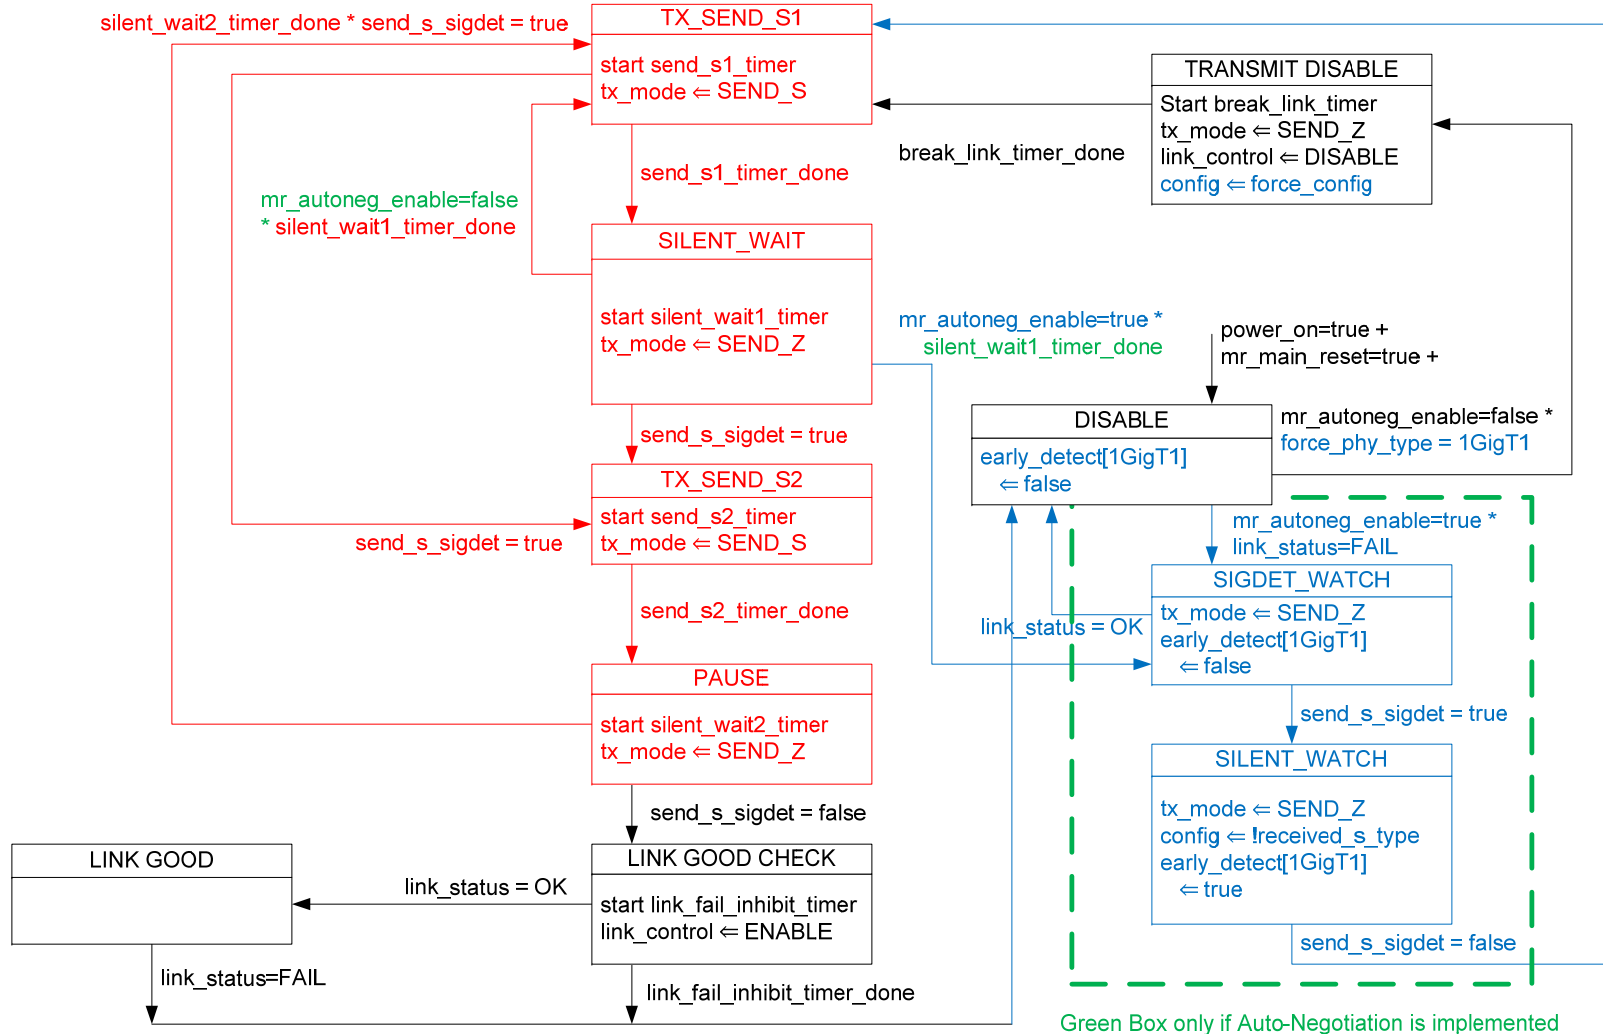 silent_wait2_timer_done * send_s_sigdet = true
TX_SEND_S1
start send_s1_timer
tx_mode ⇐ SEND_S
TRANSMIT DISABLE
Start break_link_timer
tx_mode ⇐ SEND_Z
link_control ⇐ DISABLE
config ⇐ force_config
break_link_timer_done
send_s1_timer_done
mr_autoneg_enable=false
* silent_wait1_timer_done
SILENT_WAIT
start silent_wait1_timer
tx_mode ⇐ SEND_Z
mr_autoneg_enable=true *
silent_wait1_timer_done
power_on=true +
mr_main_reset=true +
mr_autoneg_enable=false *
force_phy_type = 1GigT1
DISABLE
early_detect[1GigT1]
⇐ false
send_s_sigdet = true
TX_SEND_S2
start send_s2_timer
tx_mode ⇐ SEND_S
send_s_sigdet = true
mr_autoneg_enable=true *
link_status=FAIL
SIGDET_WATCH
tx_mode ⇐ SEND_Z
early_detect[1GigT1]
⇐ false
link_status = OK
send_s2_timer_done
PAUSE
start silent_wait2_timer
tx_mode ⇐ SEND_Z
send_s_sigdet = true
SILENT_WATCH
tx_mode ⇐ SEND_Z
config ⇐ !received_s_type
early_detect[1GigT1]
⇐ true
send_s_sigdet = false
LINK GOOD
link_status = OK
LINK GOOD CHECK
start link_fail_inhibit_timer
link_control ⇐ ENABLE
send_s_sigdet = false
link_status=FAIL
link_fail_inhibit_timer_done
Green Box only if Auto-Negotiation is implemented